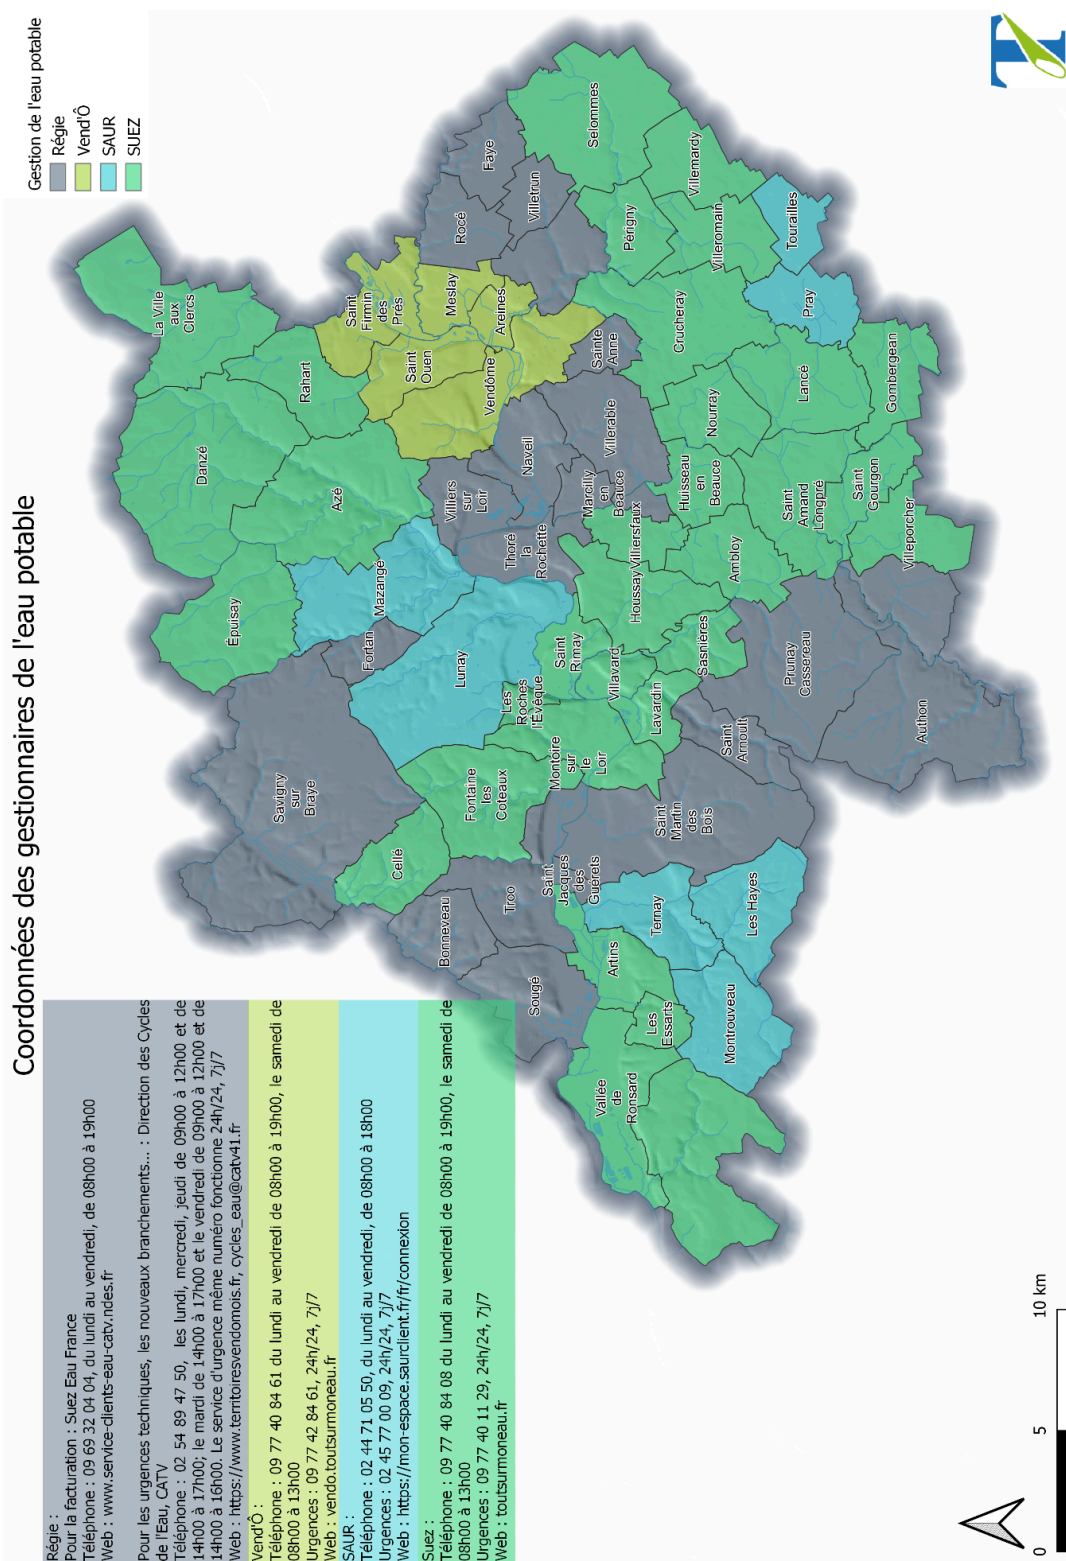 Coordonnées des gestionnaires de l'eau potable
Gestion de l'eau potable
Régie
Vend'Ô
SAUR
SUEZ
Régie :
Pour la facturation : Suez Eau France
Téléphone : 09 69 32 04 04, du lundi au vendredi, de 08h00 à 19h00
Web : www.service-clients-eau-catv.ndes.fr
Pour les urgences techniques, les nouveaux branchements... : Direction des Cycles
de l'Eau, CATV
Téléphone : 02 54 89 47 50, les lundi, mercredi, jeudi de 09h00 à 12h00 et de
14h00 à 17h00; le mardi de 14h00 à 17h00 et le vendredi de 09h00 à 12h00 et de
14h00 à 16h00. Le service d'urgence même numéro fonctionne 24h/24, 7j/7
Web : https://www.territoiresvendomois.fr, cycles_eau@catv41.fr
Vend'Ô :
Téléphone : 09 77 40 84 61 du lundi au vendredi de 08h00 à 19h00, le samedi de
08h00 à 13h00
Urgences : 09 77 42 84 61, 24h/24, 7j/7
Web : vendo.toutsurmoneau.fr
SAUR :
Téléphone : 02 44 71 05 50, du lundi au vendredi, de 08h00 à 18h00
Urgences : 02 45 77 00 09, 24h/24, 7j/7
Web : https://mon-espace.saurclient.fr/fr/connexion
Suez :
Téléphone : 09 77 40 84 08 du lundi au vendredi de 08h00 à 19h00, le samedi de
08h00 à 13h00
Urgences : 09 77 40 11 29, 24h/24, 7j/7
Web : toutsurmoneau.fr
La Ville
aux
Clercs
Danzé
Rahart
Azé
Épuisay
Saint
Firmin
des
Prés
Saint
Ouen
Meslay
Areines
Vendôme
Rocé
Faye
Villetrun
Selommes
Périgny
Villemardy
Villeromain
Tourailles
Pray
Crucheray
Sainte
Anne
Naveil
Villerable
Marcilly
en
Beauce
Villiers
sur
Loir
Thoré
la
Rochette
Mazangé
Fortan
Lunay
Savigny
sur
Braye
Cellé
Fontaine
les
Coteaux
Les
Roches
l'Evêque
Montoire
sur
le
Loir
Saint
Rimay
Villavard
Lavardin
Sasnières
Houssay
Villiersfaux
Huisseau
en
Beauce
Nourray
Lancé
Gombergean
Saint
Amand
Longpré
Saint
Gourgon
Villeporcher
Ambloy
Prunay
Cassereau
Authon
Saint
Arnoult
Saint
Martin
des
Bois
Saint
Jacques
des
Guérets
Troo
Bonneveau
Sougé
Artins
Ternay
Les Hayes
Montrouveau
Les
Essarts
Vallée
de
Ronsard
0
5
10 km